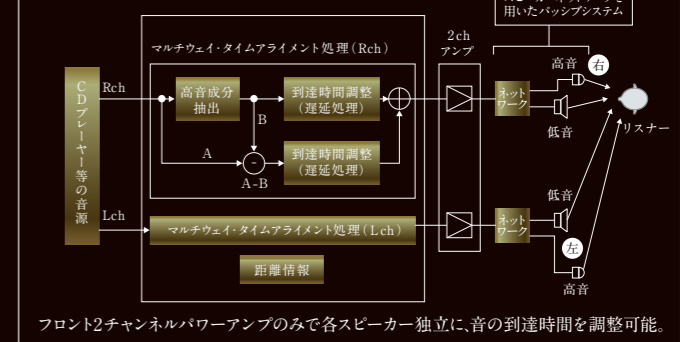 用いたパッシブシステム
2ch
アンプ
マルチウェイ・タイムアライメント処理(Rch)
高音
右
CDプレーヤー等の音源
Rch
高音成分
抽出
到達時間調整
(遅延処理)
ネット
ワーク
B
低音
リスナー
A
-
A-B
到達時間調整
(遅延処理)
低音
Lch
マルチウェイ・タイムアライメント処理(Lch)
ネット
ワーク
左
距離情報
高音
フロント2チャンネルパワーアンプのみで各スピーカー独立に、音の到達時間を調整可能。